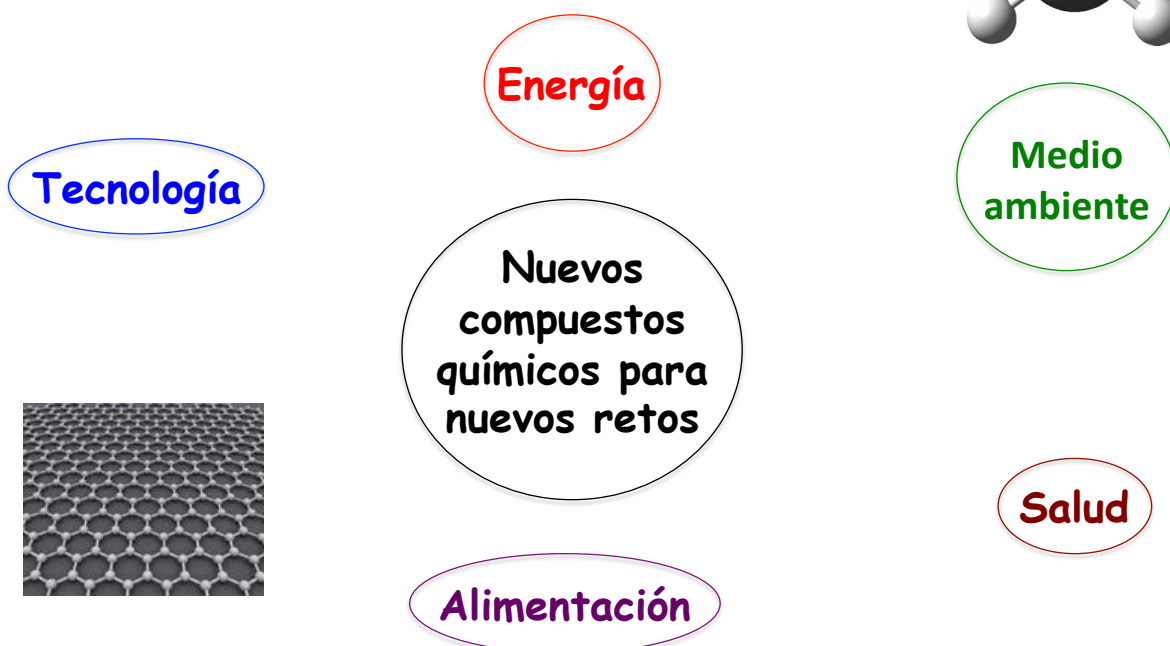 Energía
Tecnología
Medio
ambiente
Nuevos
compuestos
químicos para
nuevos retos
Salud
Alimentación